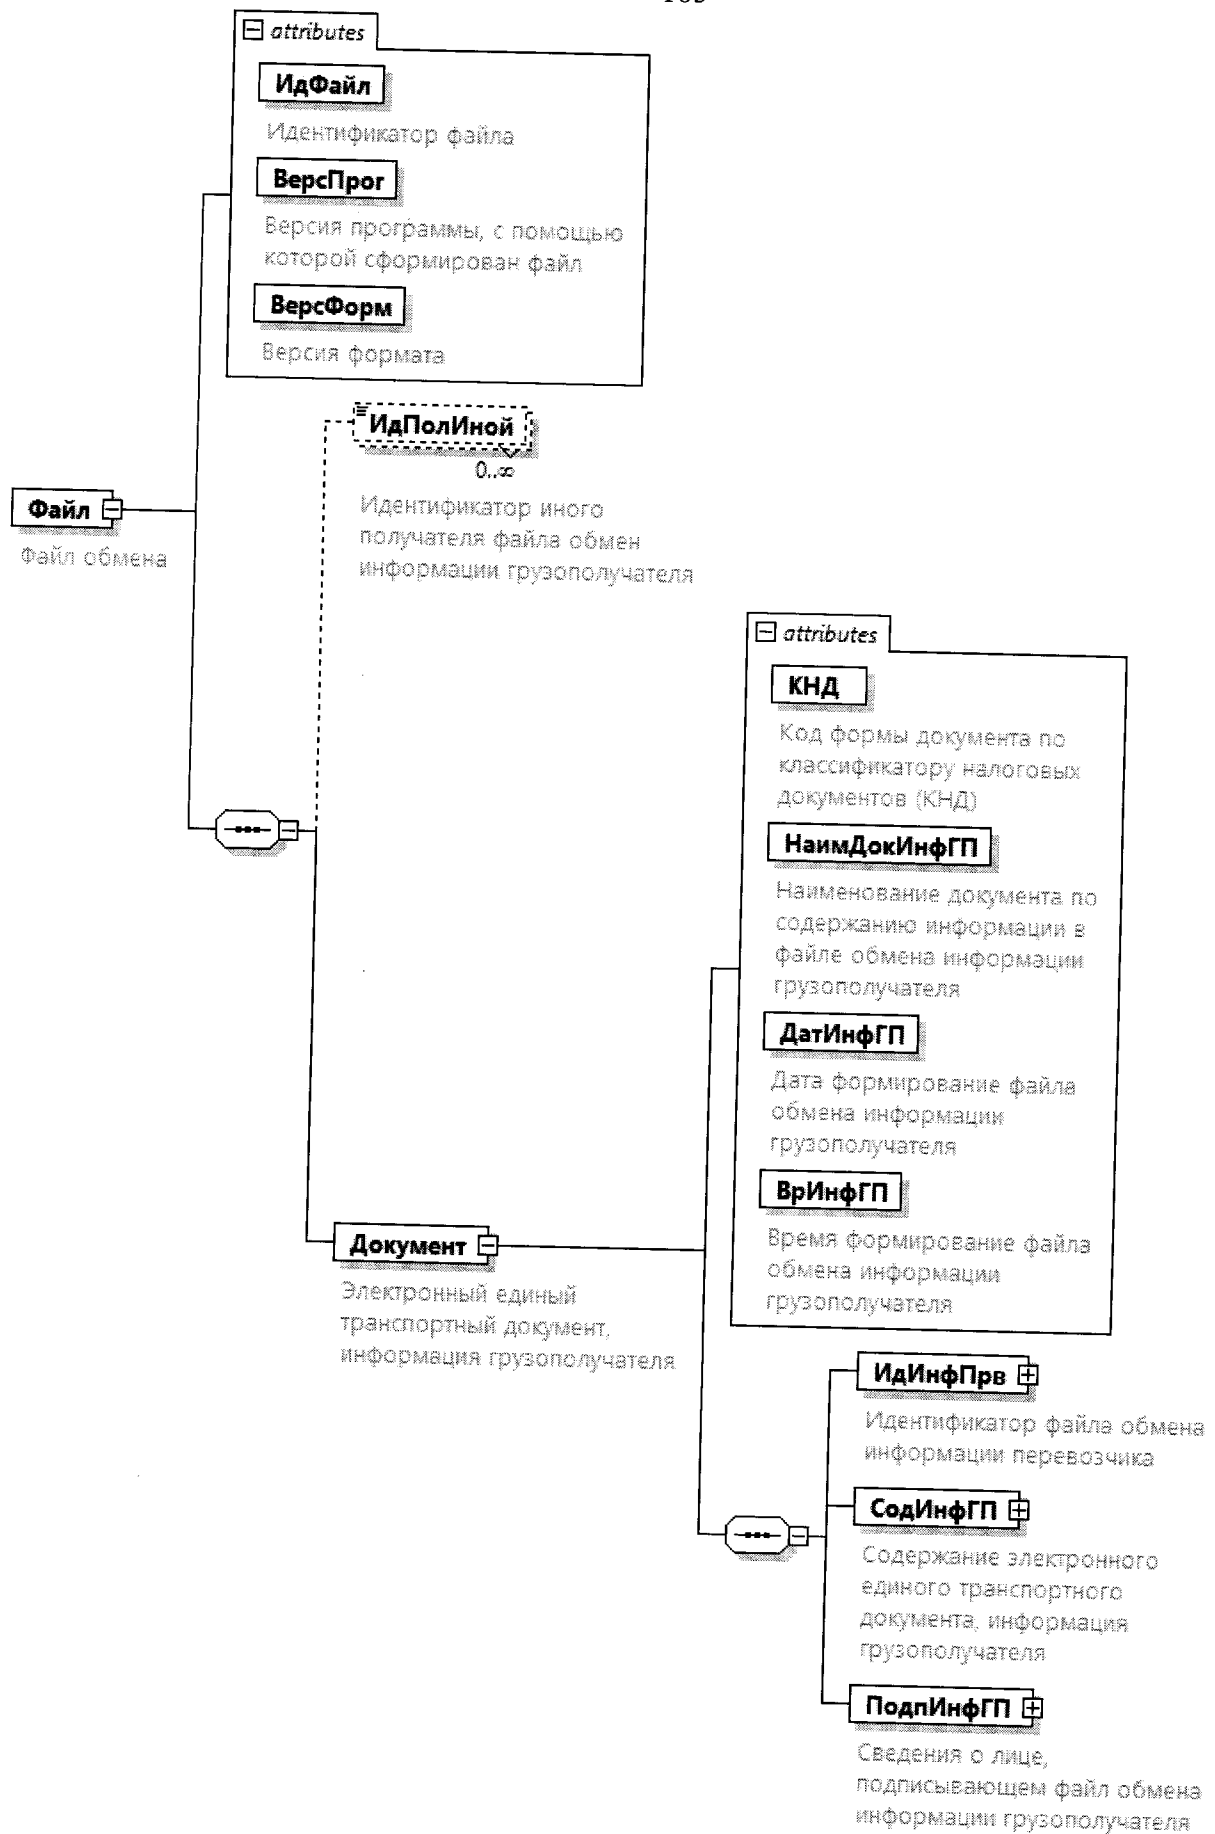 attributes
ИдФайл
Идентификатор файла
ВерсПрог
Версия программы, с помощью
которой сформирован файл
ВерсФорм
Версия формата
ИдПолИной
0..∞
Идентификатор иного
получателя файла обмен
информации грузополучателя
Файл
Файл обмена
attributes
КНД
Код формы документа по
классификатору налоговых
документов (КНД)
НаимДокИнфГП
Наименование документа по
содержанию информации в
файле обмена информации
грузополучателя
ДатИнфГП
Дата формирование файла
обмена информации
грузополучателя
ВрИнфГП
Время формирование файла
обмена информации
грузополучателя
Документ
Электронный единый
транспортный документ,
информация грузополучателя
ИдИнфПрв
Идентификатор файла обмена
информации перевозчика
СодИнфГП
Содержание электронного
единого транспортного
документа, информация
грузополучателя
ПодпИнфГП
Сведения о лице,
подписывающем файл обмена
информации грузополучателя